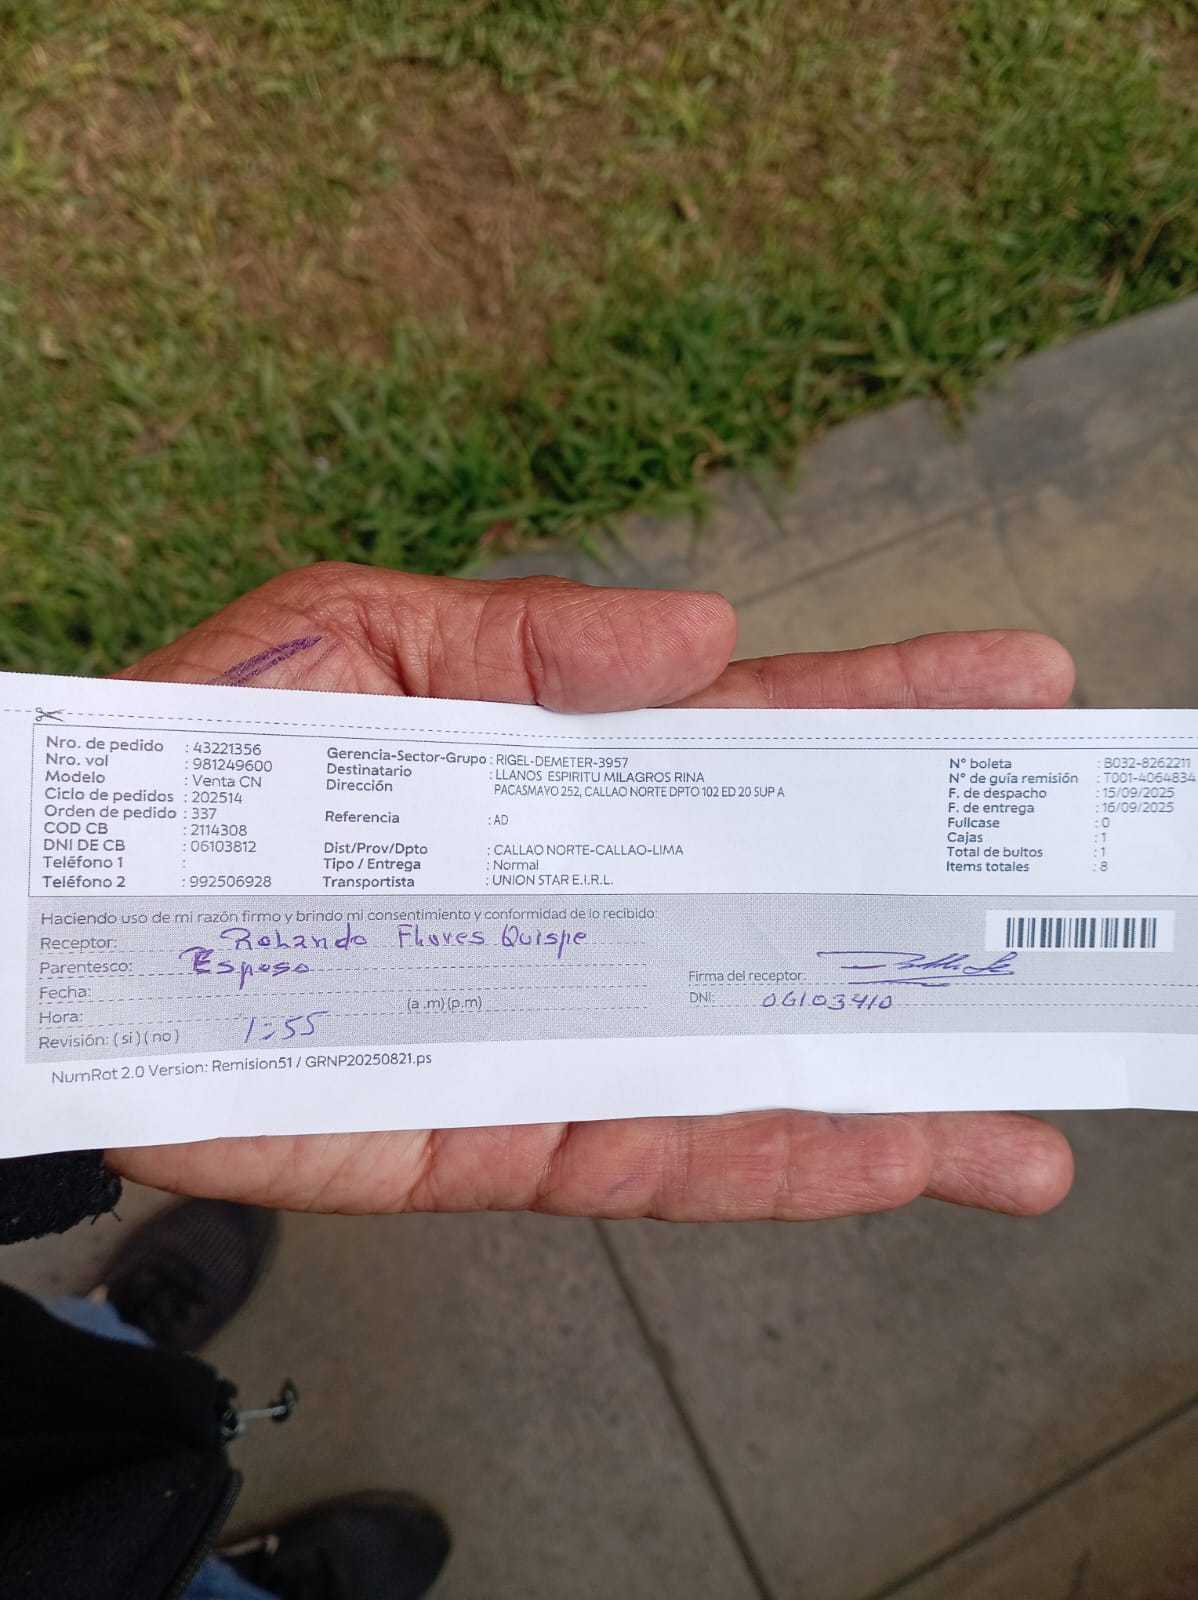 Nro. de pedido : 43221356
Nro. vol : 981249600
Modelo : Venta CN
Ciclo de pedidos : 202514
Orden de pedido : 337
COD CB : 2114308
DNI DE CB : 06103812
Teléfono 1 :
Teléfono 2 : 992506928
Gerencia-Sector-Grupo : RIGEL-DEMETER-3957
Destinatario : LLANOS ESPIRITU MILAGROS RINA
Dirección PACASMAYO 252, CALLAO NORTE DPTO 102 ED 20 SUP A
Referencia : AD
Dist/Prov/Dpto : CALLAO NORTE-CALLAO-LIMA
Tipo / Entrega : Normal
Transportista : UNION STAR E.I.R.L.
N° boleta : B032-8262211
N° de guía remisión : T001-4064834
F. de despacho : 15/09/2025
F. de entrega : 16/09/2025
Fullcase : 0
Cajas : 1
Total de bultos : 1
Items totales : 8
Haciendo uso de mi razón firmo y brindo mi consentimiento y conformidad de lo recibido:
Receptor: Rolando Flores Quispe
Parentesco: Esposo
Fecha:
Hora: (a .m) (p.m)
Revisión: ( si ) ( no ) 1:55
Firma del receptor:
DNI: 06103410
NumRot 2.0 Version: Remision51 / GRNP20250821.ps